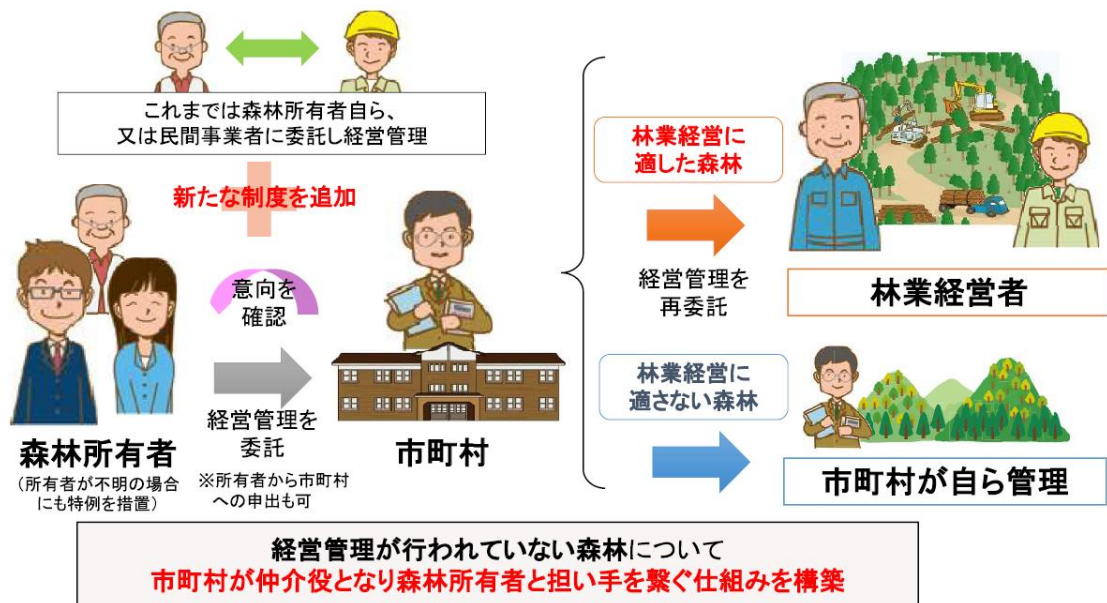 これまでは森林所有者自ら、
又は民間事業者に委託し経営管理
新たな制度を追加
意向を
確認
経営管理を
委託
※所有者から市町村
への申出も可
森林所有者
（所有者が不明の場合
にも特例を措置）
市町村
林業経営に
適した森林
経営管理を
再委託
林業経営者
林業経営に
適さない森林
市町村が自ら管理
経営管理が行われていない森林について
市町村が仲介役となり森林所有者と担い手を繋ぐ仕組みを構築